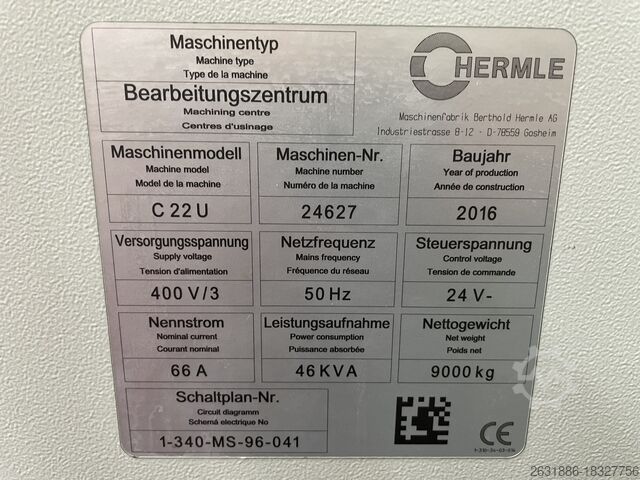 Maschinentyp
Machine type
Type de la machine
Bearbeitungszentrum
Machining centre
Centres d'usinage
HERMLE
Maschinenfabrik Berthold Hermle AG
Industriestrasse 8-12 · D-78559 Gosheim
Maschinenmodell
Machine model
Model de la machine
C 22 U
Maschinen-Nr.
Machine number
Numéro de la machine
24627
Baujahr
Year of production
Année de construction
2016
Versorgungsspannung
Supply voltage
Tension d'alimentation
400 V/3
Netzfrequenz
Mains frequency
Fréquence du réseau
50 Hz
Steuerspannung
Control voltage
Tension de commande
24 V-
Nennstrom
Nominal current
Courant nominal
66 A
Leistungsaufnahme
Power consumption
Puissance absorbée
46 KVA
Nettogewicht
Net weight
Poids net
9000 kg
Schaltplan-Nr.
Circuit diagramm
Schemá electrique No
1-340-MS-96-041
CE
2631886-18327756